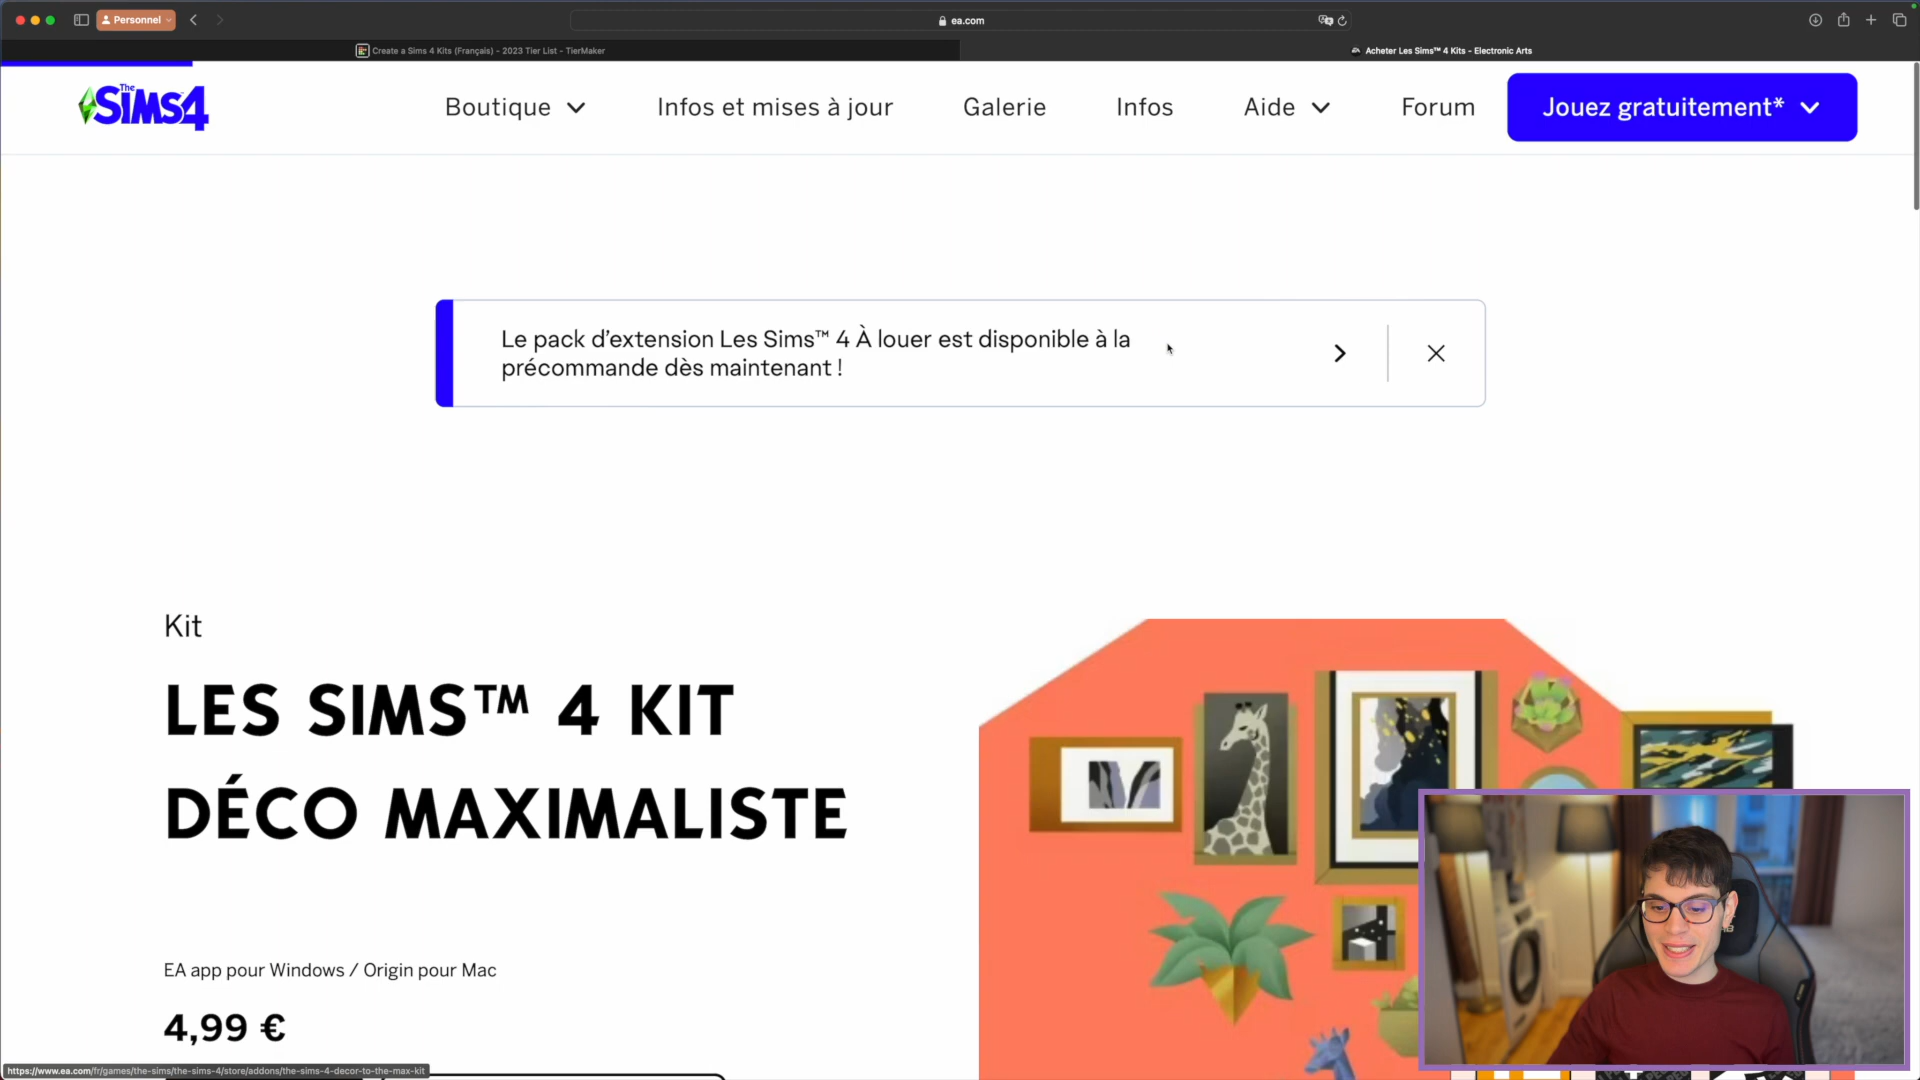 Personnel
ea.com
Create a Sims 4 Kits (Français) - 2023 Tier List - TierMaker
Acheter Les Sims™ 4 Kits - Electronic Arts
The SIMS 4
Boutique
Infos et mises à jour
Galerie
Infos
Aide
Forum
Jouez gratuitement*
Le pack d’extension Les Sims™ 4 À louer est disponible à la
précommande dès maintenant !
Kit
LES SIMS™ 4 KIT
DÉCO MAXIMALISTE
EA app pour Windows / Origin pour Mac
4,99 €
https://www.ea.com/fr/games/the-sims/the-sims-4/store/addons/the-sims-4-decor-to-the-max-kit